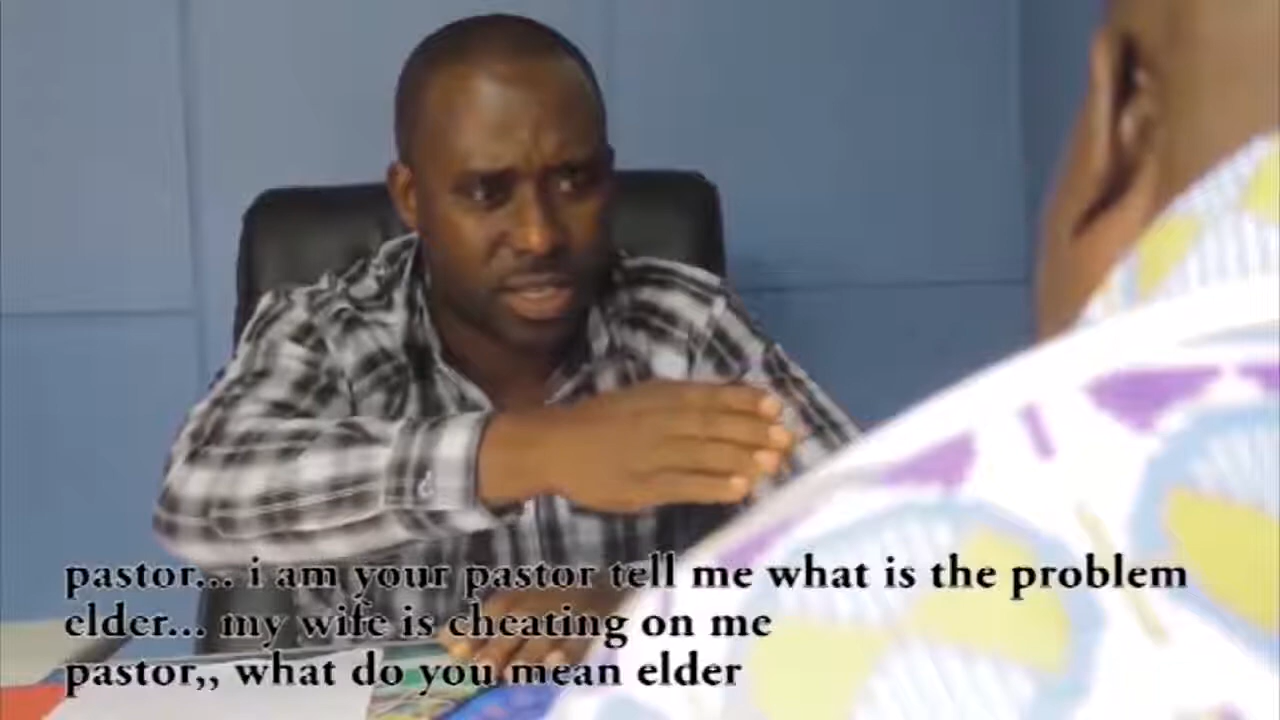 pastor... i am your pastor tell me what is the problem
elder... my wife is cheating on me
pastor,, what do you mean elder